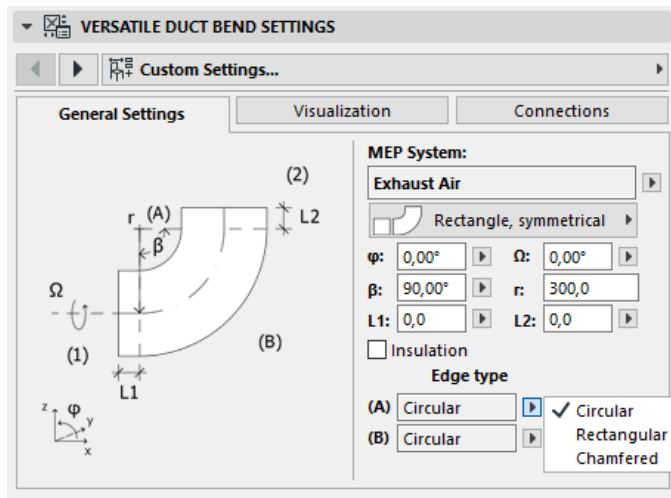 VERSATILE DUCT BEND SETTINGS
Custom Settings...
General Settings
Visualization
Connections
(2)
r
(A)
L2
β
Ω
(1)
(B)
L1
z
φ
y
x
MEP System:
Exhaust Air
Rectangle, symmetrical
φ: 0,00° Ω: 0,00°
β: 90,00° r: 300,0
L1: 0,0 L2: 0,0
Insulation
Edge type
(A) Circular
(B) Circular
Circular
Rectangular
Chamfered